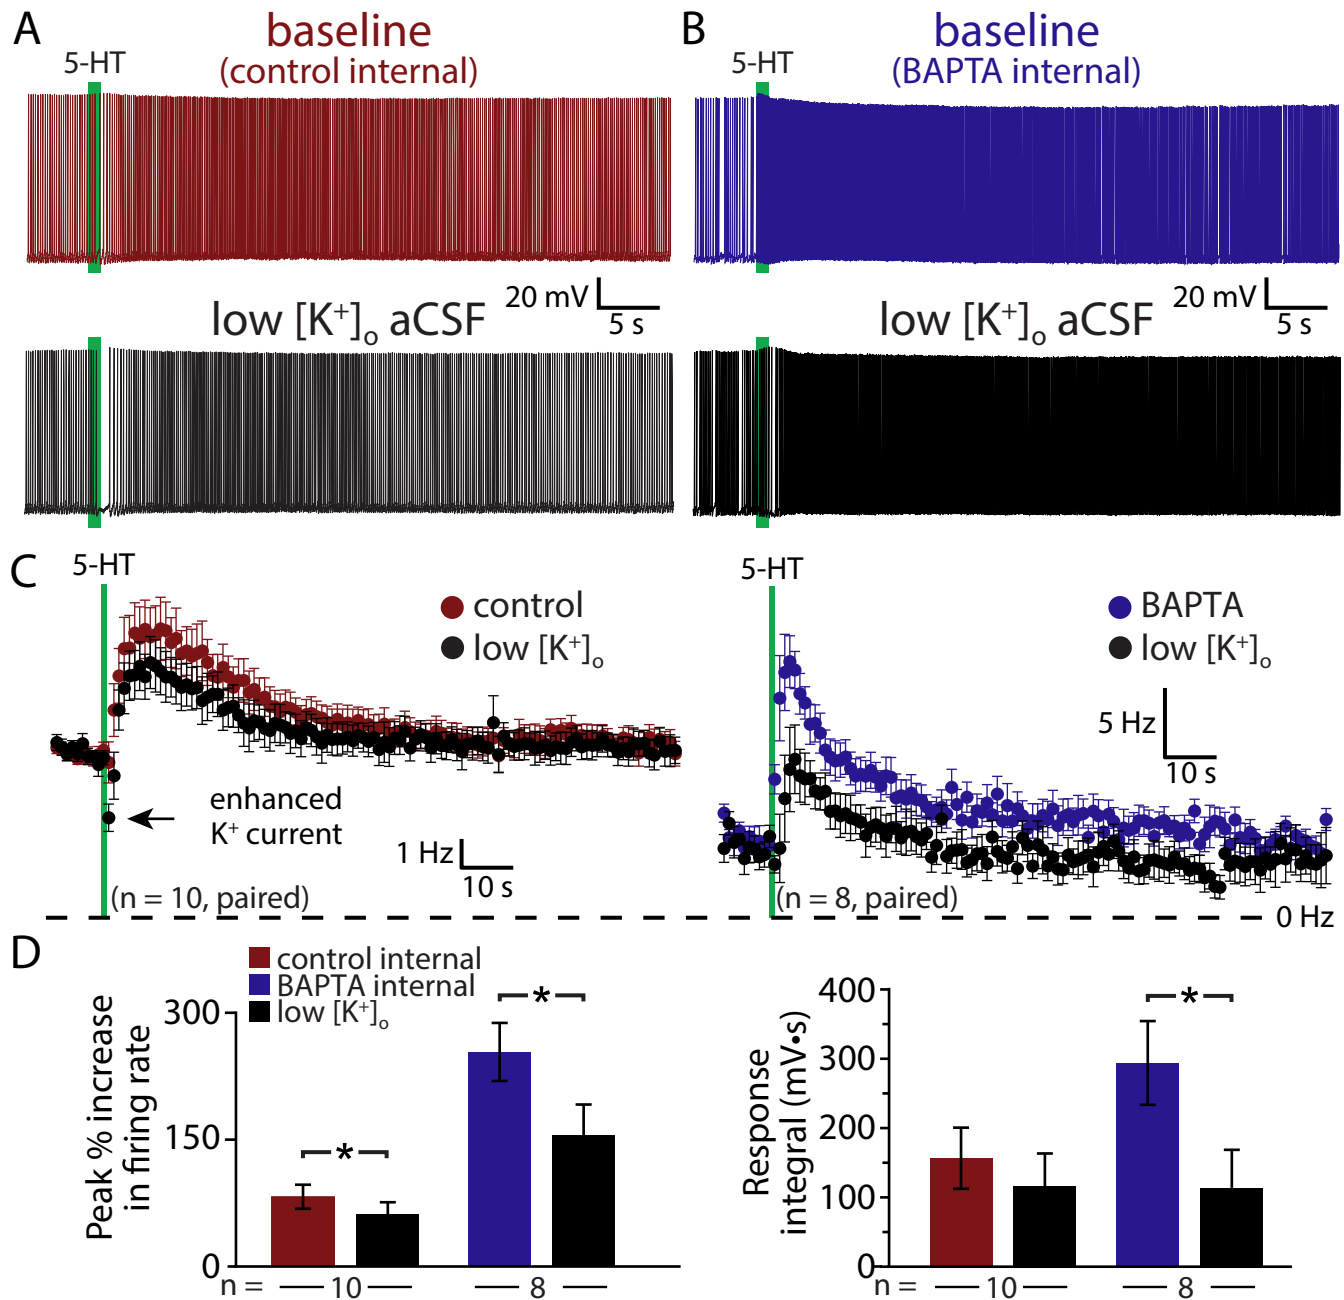 A
baseline
(control internal)
5-HT
20 mV
5 s
low [K⁺]ₒ aCSF
B
baseline
(BAPTA internal)
5-HT
20 mV
5 s
low [K⁺]ₒ aCSF
C
5-HT
control
low [K⁺]ₒ
enhanced
K⁺ current
1 Hz
10 s
(n = 10, paired)
5-HT
BAPTA
low [K⁺]ₒ
5 Hz
10 s
(n = 8, paired)
0 Hz
D
control internal
BAPTA internal
low [K⁺]ₒ
Peak % increase
in firing rate
300
150
0
*
*
n = 10 8
Response
integral (mV•s)
400
300
200
100
0
*
n = 10 8